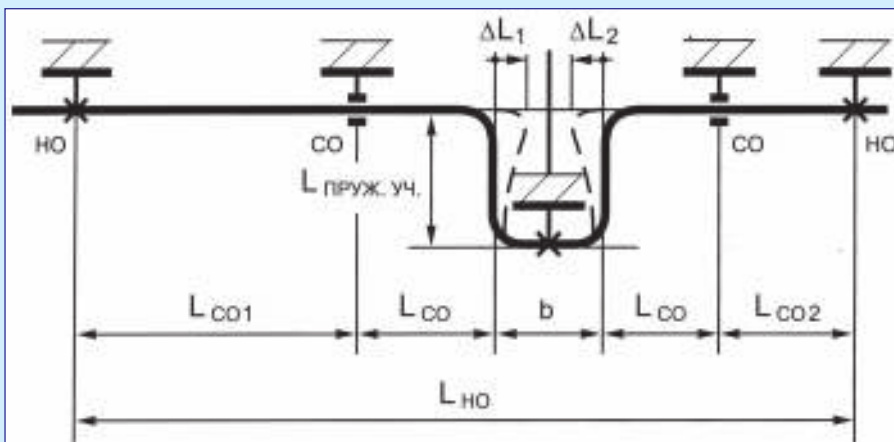 ΔL1 ΔL2
НО СО СО НО
L ПРУЖ. УЧ.
L СО1 L СО b L СО L СО2
L НО